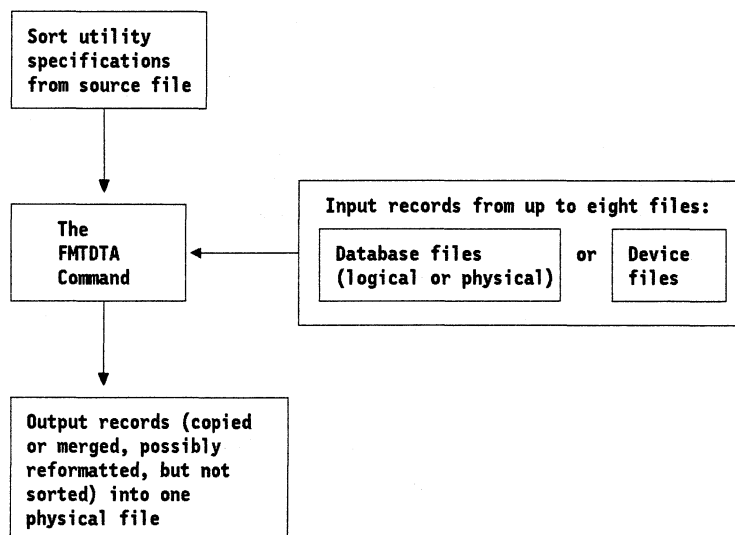 Sort utility
specifications
from source file
The
FMTDTA
Command
Input records from up to eight files:
Database files
(logical or physical)
or
Device
files
Output records (copied
or merged, possibly
reformatted, but not
sorted) into one
physical file